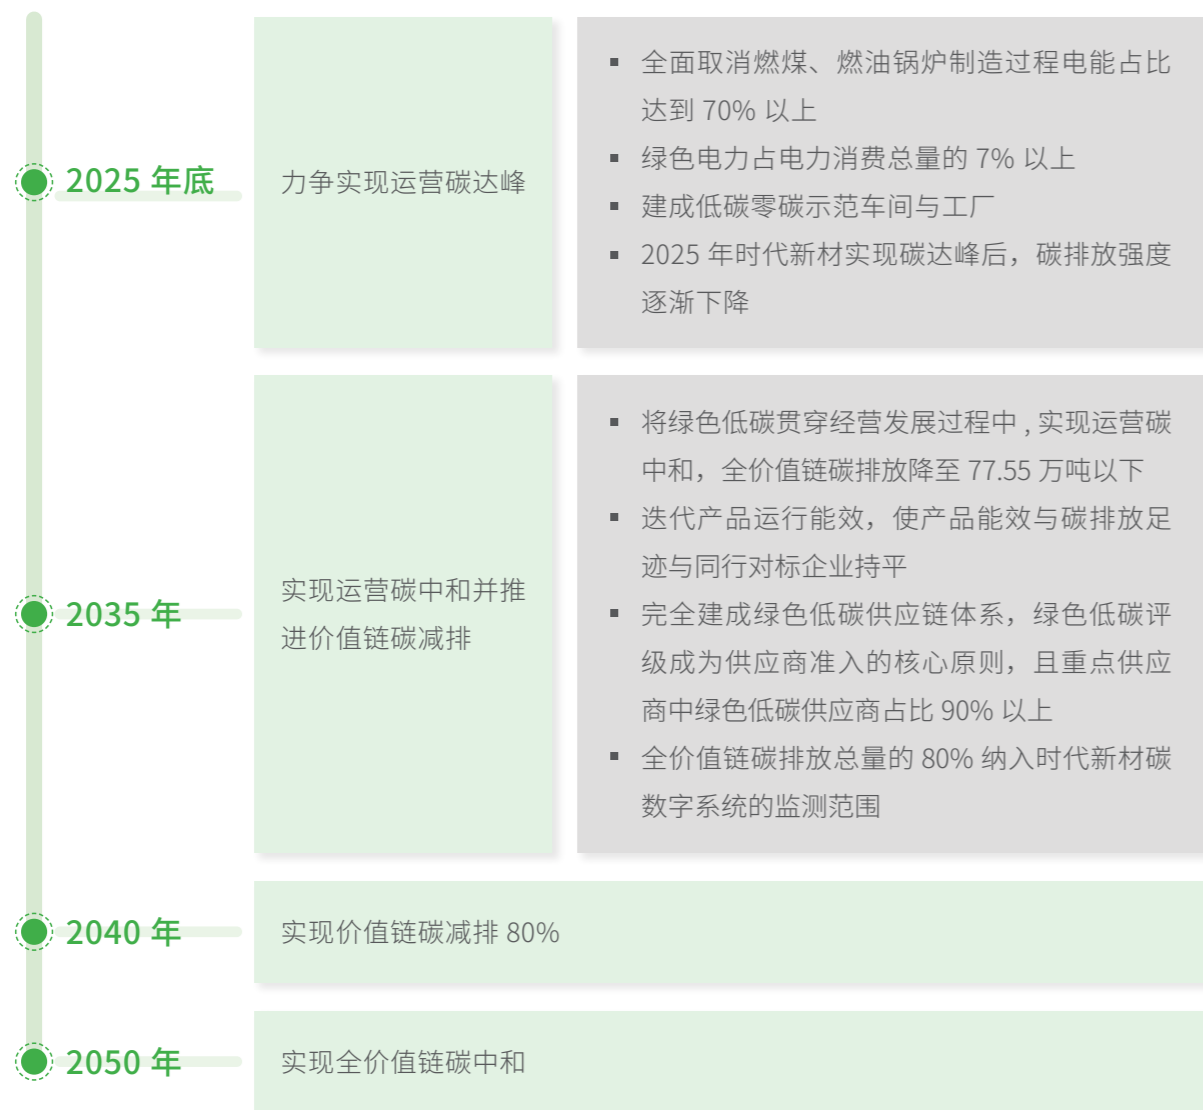 2025 年底
力争实现运营碳达峰
▪ 全面取消燃煤、燃油锅炉制造过程电能占比
达到 70% 以上
▪ 绿色电力占电力消费总量的 7% 以上
▪ 建成低碳零碳示范车间与工厂
▪ 2025 年时代新材实现碳达峰后，碳排放强度
逐渐下降
2035 年
实现运营碳中和并推
进价值链碳减排
▪ 将绿色低碳贯穿经营发展过程中 , 实现运营碳
中和，全价值链碳排放降至 77.55 万吨以下
▪ 迭代产品运行能效，使产品能效与碳排放足
迹与同行对标企业持平
▪ 完全建成绿色低碳供应链体系，绿色低碳评
级成为供应商准入的核心原则，且重点供应
商中绿色低碳供应商占比 90% 以上
▪ 全价值链碳排放总量的 80% 纳入时代新材碳
数字系统的监测范围
2040 年
实现价值链碳减排 80%
2050 年
实现全价值链碳中和